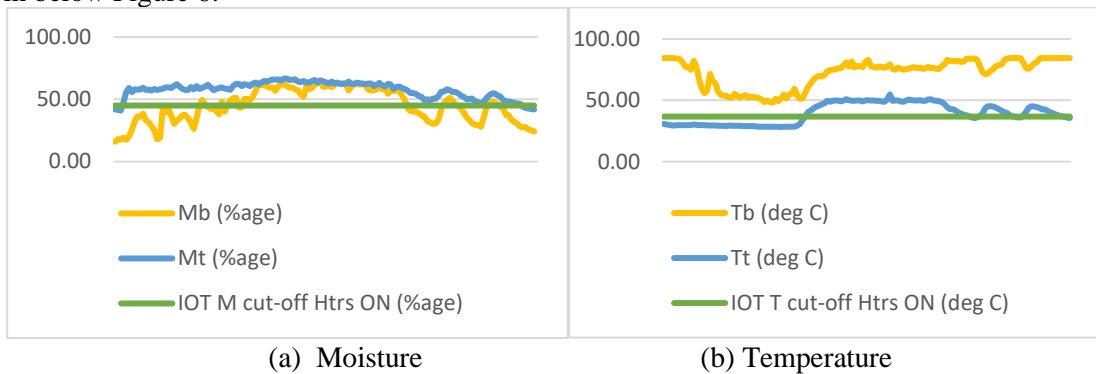 in below Figure 8.
100.00
50.00
0.00
Mb (%age)
Mt (%age)
IOT M cut-off Htrs ON (%age)
100.00
50.00
0.00
Tb (deg C)
Tt (deg C)
IOT T cut-off Htrs ON (deg C)
(a) Moisture
(b) Temperature